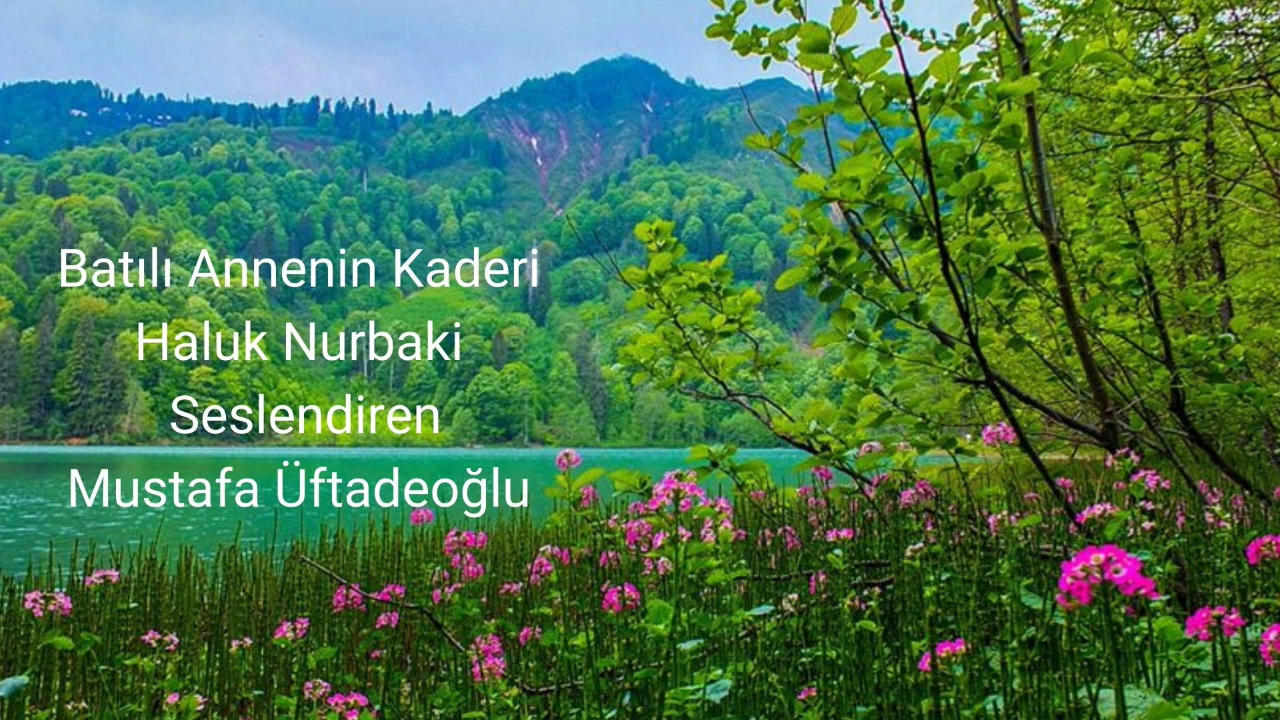 Batılı Annenin Kaderi
Haluk Nurbaki
Seslendiren
Mustafa Üftadeoğlu